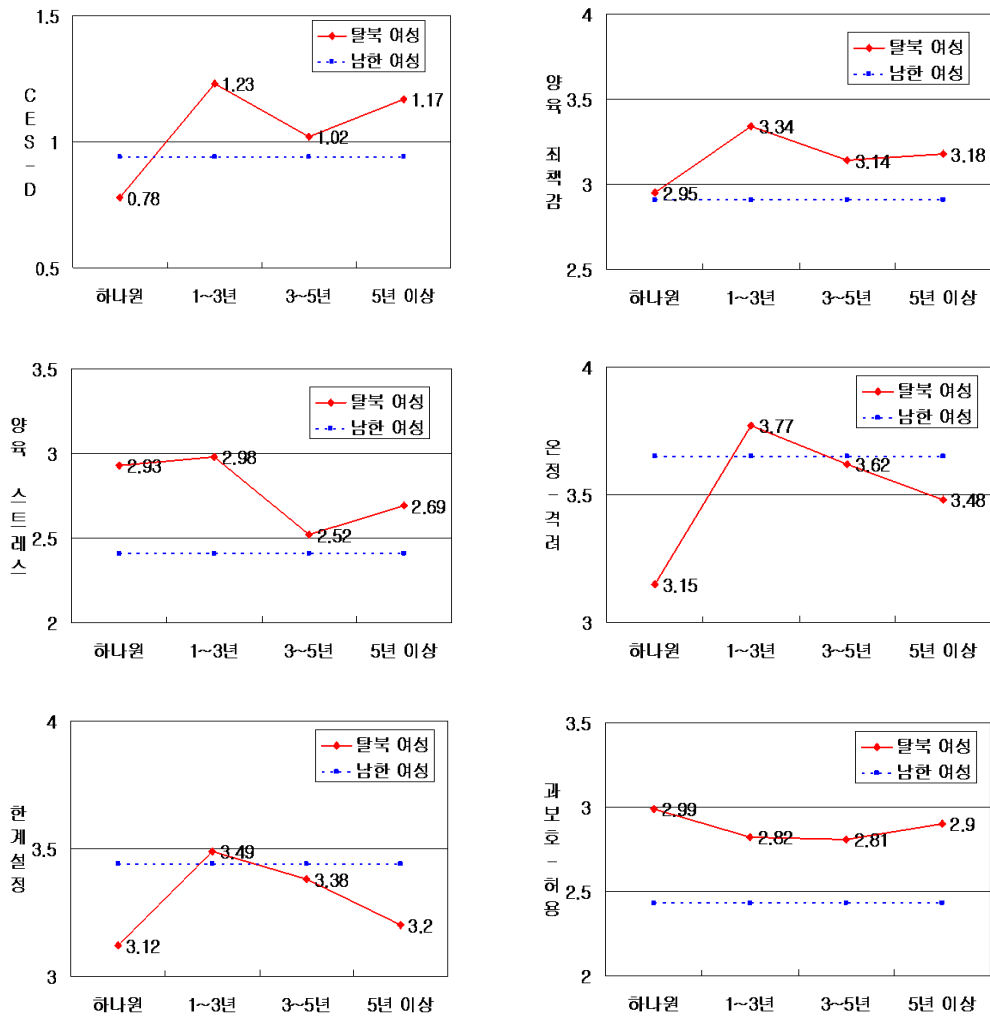 1.5
1
0.5
CES-D
탈북 여성
남한 여성
0.78
1.23
1.02
1.17
하나원 1~3년 3~5년 5년 이상
4
3.5
3
2.5
양육 죄책감
탈북 여성
남한 여성
2.95
3.34
3.14
3.18
하나원 1~3년 3~5년 5년 이상
3.5
3
2.5
2
양육 스트레스
탈북 여성
남한 여성
2.93
2.98
2.52
2.69
하나원 1~3년 3~5년 5년 이상
4
3.5
3
온정-격려
탈북 여성
남한 여성
3.15
3.77
3.62
3.48
하나원 1~3년 3~5년 5년 이상
4
3.5
3
한계설정
탈북 여성
남한 여성
3.12
3.49
3.38
3.2
하나원 1~3년 3~5년 5년 이상
3.5
3
2.5
2
과보호-허용
탈북 여성
남한 여성
2.99
2.82
2.81
2.9
하나원 1~3년 3~5년 5년 이상